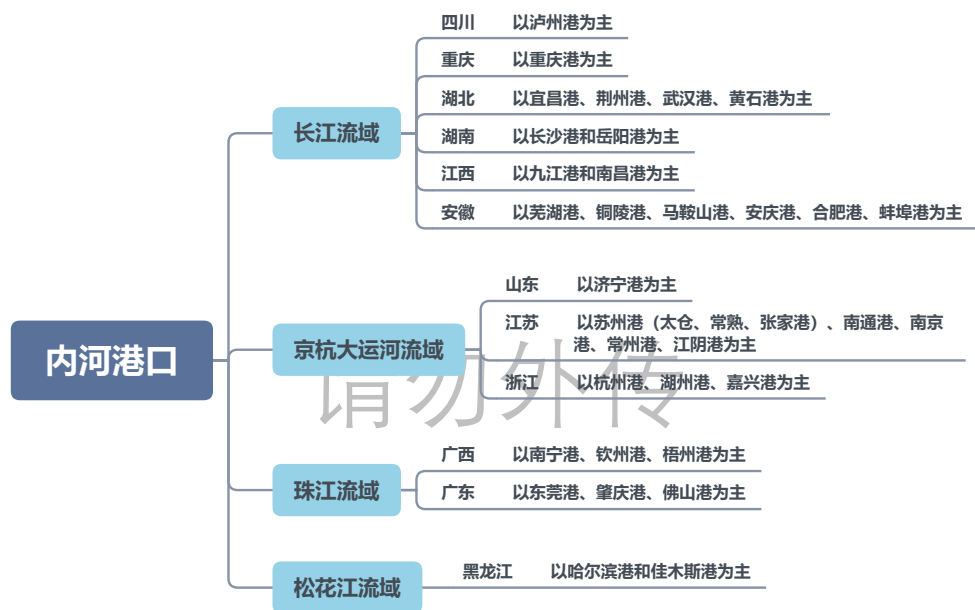 内河港口
长江流域
四川 以泸州港为主
重庆 以重庆港为主
湖北 以宜昌港、荆州港、武汉港、黄石港为主
湖南 以长沙港和岳阳港为主
江西 以九江港和南昌港为主
安徽 以芜湖港、铜陵港、马鞍山港、安庆港、合肥港、蚌埠港为主
京杭大运河流域
山东 以济宁港为主
江苏 以苏州港（太仓、常熟、张家港）、南通港、南京
港、常州港、江阴港为主
浙江 以杭州港、湖州港、嘉兴港为主
请勿外传
珠江流域
广西 以南宁港、钦州港、梧州港为主
广东 以东莞港、肇庆港、佛山港为主
松花江流域
黑龙江 以哈尔滨港和佳木斯港为主